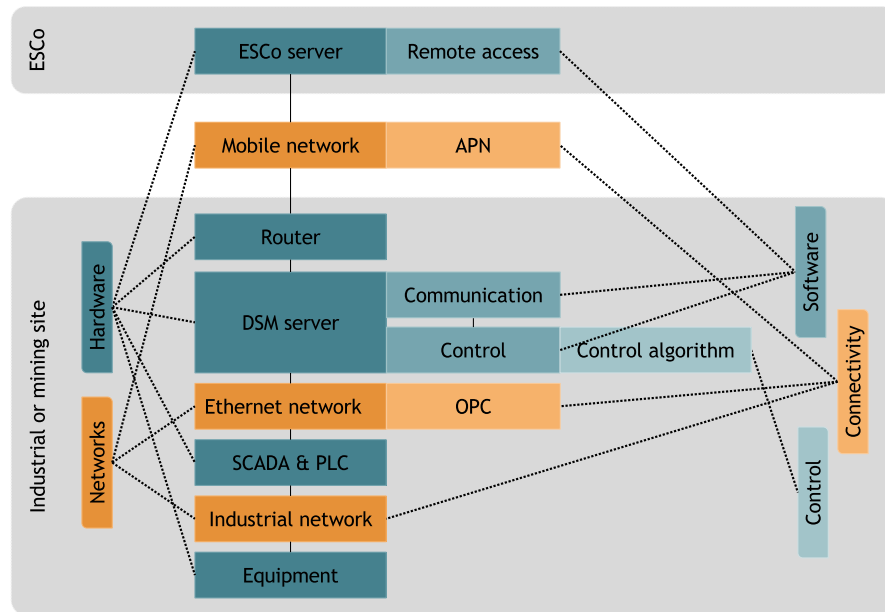 ESCo
ESCo server
Remote access
Mobile network
APN
Industrial or mining site
Hardware
Networks
Router
DSM server
Communication
Control
Control algorithm
Ethernet network
OPC
SCADA & PLC
Industrial network
Equipment
Software
Connectivity
Control